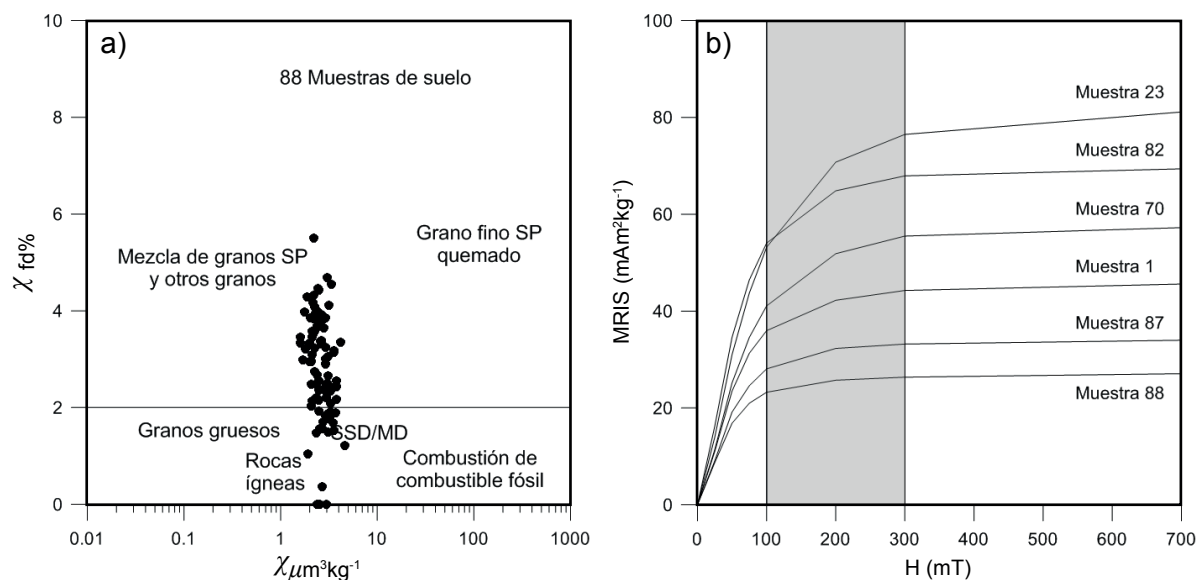 a)
88 Muestras de suelo
Mezcla de granos SP
y otros granos
Grano fino SP
quemado
Granos gruesos
SSD/MD
Rocas
ígneas
Combustión de
combustible fósil
10
8
6
4
2
0
χ fd%
0.01
0.1
1
10
100
1000
χμm³kg⁻¹
b)
Muestra 23
Muestra 82
Muestra 70
Muestra 1
Muestra 87
Muestra 88
100
80
60
40
20
0
MRIS (mAm²kg⁻¹)
0
100
200
300
400
500
600
700
H (mT)